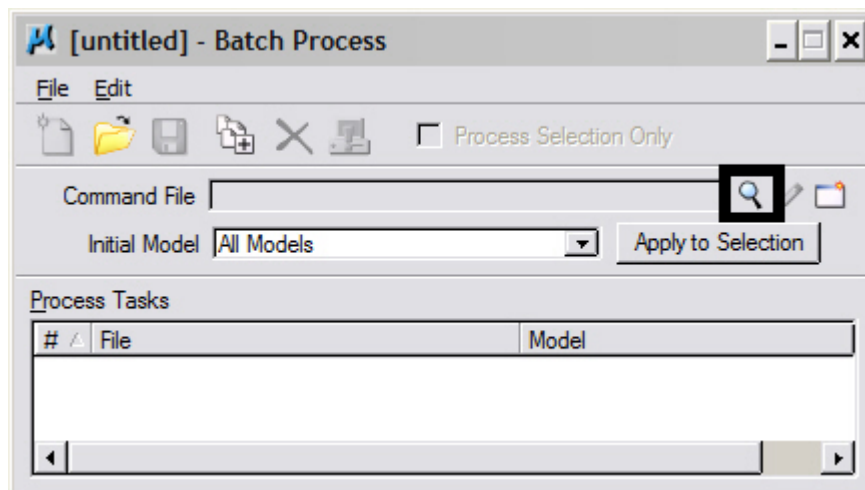 [untitled] - Batch Process
File Edit
Process Selection Only
Command File
Initial Model All Models Apply to Selection
Process Tasks
# File Model